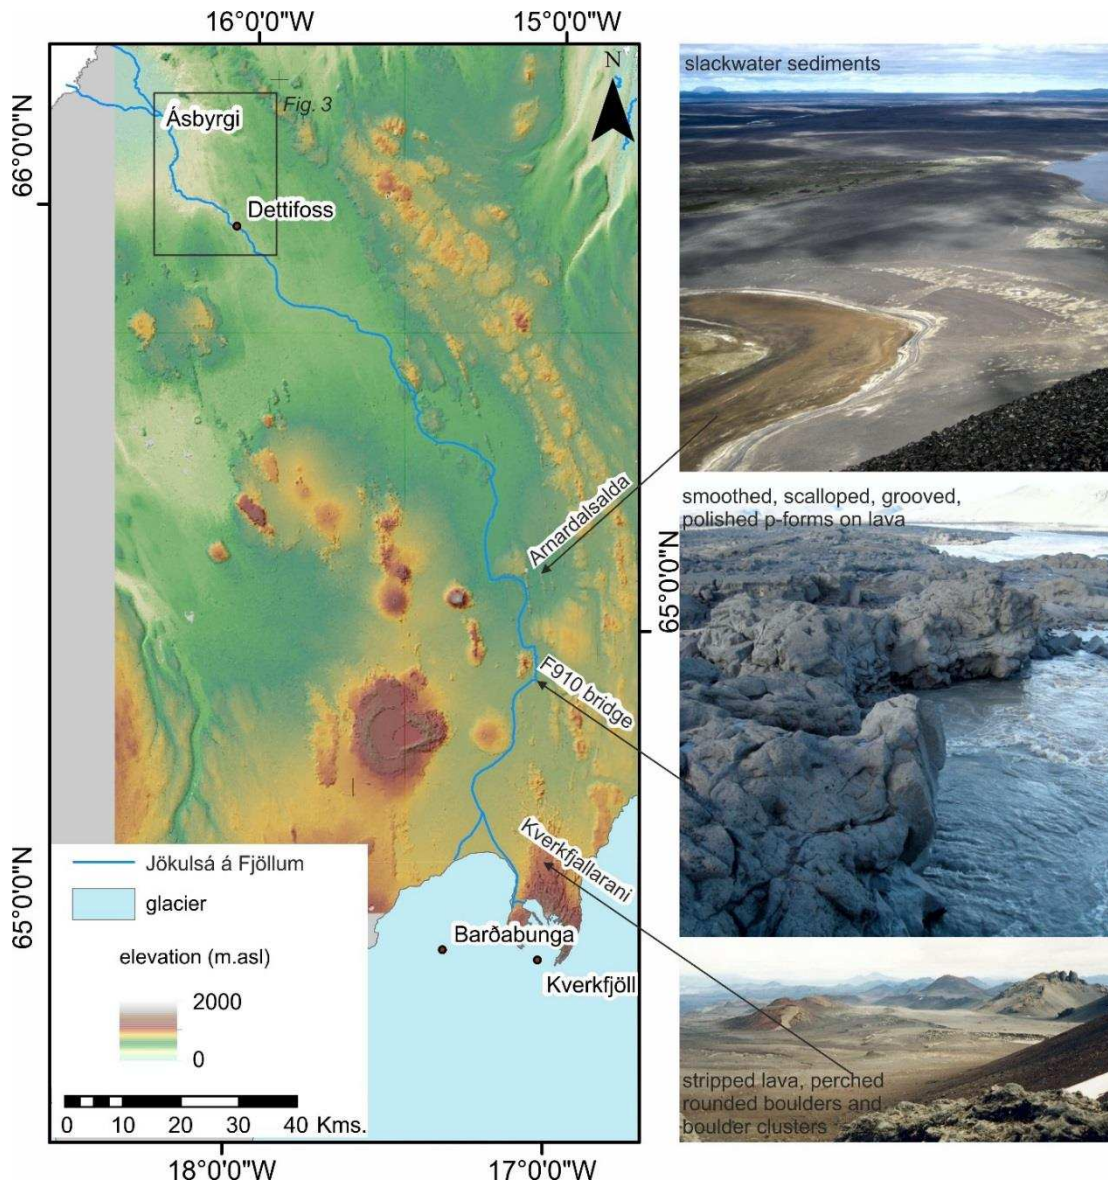 16°0'0"W
15°0'0"W
66°0'0"N
N
Fig. 3
Ásbyrgi
Dettifoss
Arnardalsalda
65°0'0"N
F910 bridge
Kverkfjallarani
65°0'0"N
Jökulsá á Fjöllum
glacier
elevation (m.asl)
2000
0
Barðabunga
Kverkfjöll
0 10 20 30 40 Kms.
18°0'0"W
17°0'0"W
slackwater sediments
smoothed, scalloped, grooved,
polished p-forms on lava
stripped lava, perched
rounded boulders and
boulder clusters